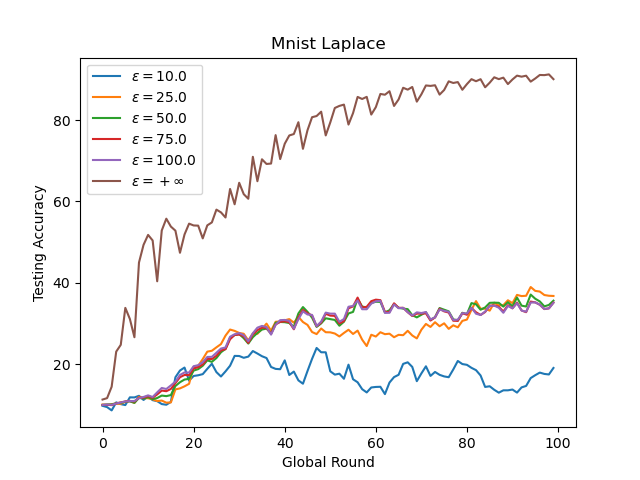 Mnist Laplace
ε = 10.0
ε = 25.0
ε = 50.0
ε = 75.0
ε = 100.0
ε = +∞
Testing Accuracy
80
60
40
20
0 20 40 60 80 100
Global Round